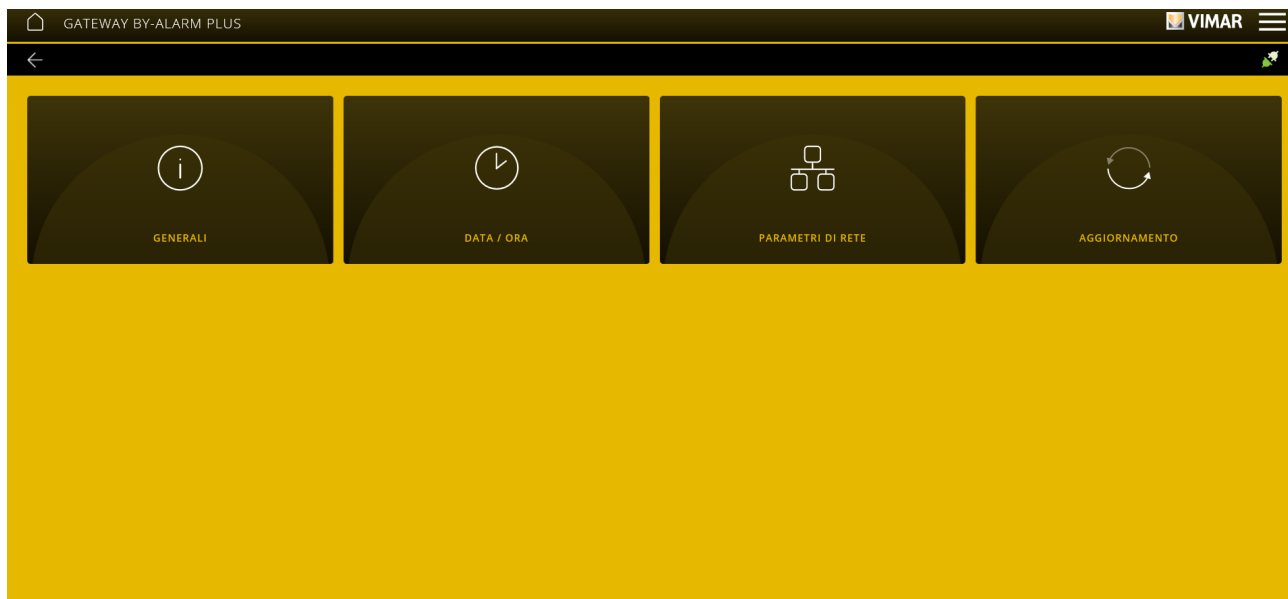 GATEWAY BY-ALARM PLUS
VIMAR
GENERALI
DATA / ORA
PARAMETRI DI RETE
AGGIORNAMENTO